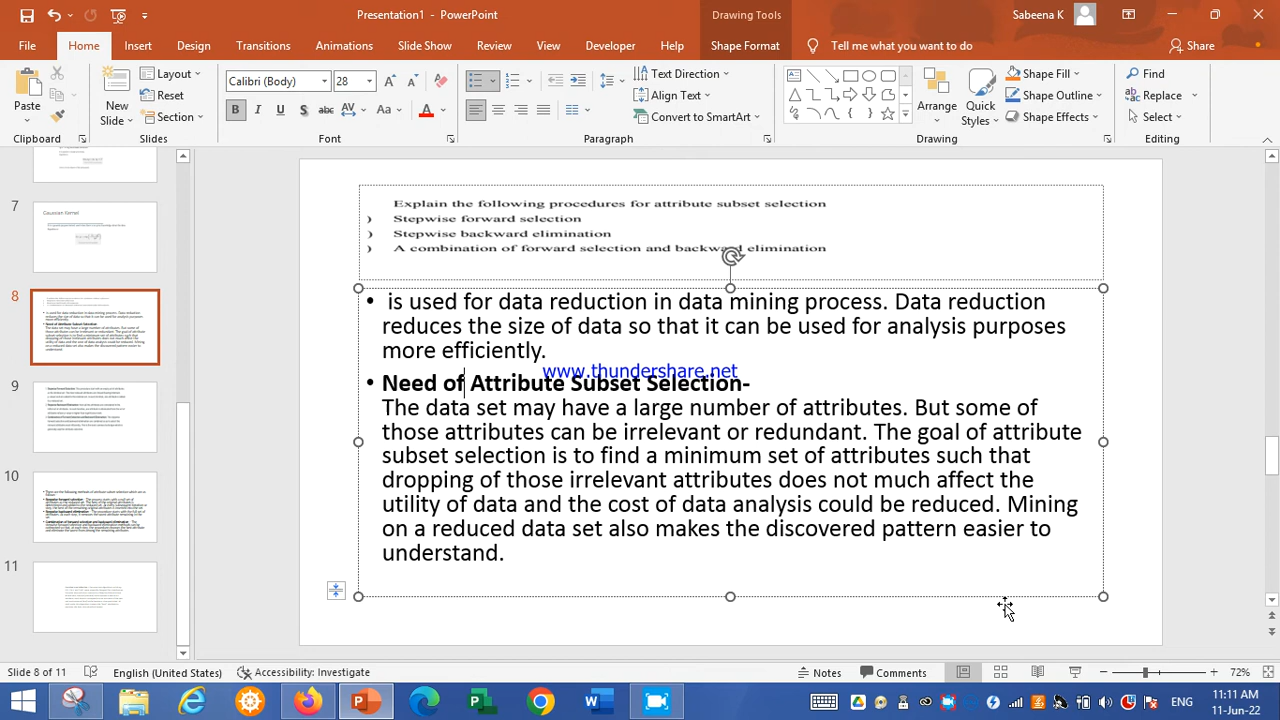 Presentation1 - PowerPoint
Drawing Tools
Sabeena K
File
Home
Insert
Design
Transitions
Animations
Slide Show
Review
View
Developer
Help
Shape Format
Tell me what you want to do
Share
Paste
New Slide
Layout
Reset
Section
Calibri (Body)
28
Text Direction
Align Text
Convert to SmartArt
Arrange
Quick Styles
Shape Fill
Shape Outline
Shape Effects
Find
Replace
Select
Clipboard
Slides
Font
Paragraph
Drawing
Editing
7
Gaussian Kernel
8
9
10
11
Explain the following procedures for attribute subset selection
) Stepwise forward selection
) Stepwise backward elimination
) A combination of forward selection and backward elimination
• is used for data reduction in data mining process. Data reduction
reduces the size of data so that it can be used for analysis purposes
more efficiently.
www.thundershare.net
• Need of Attribute Subset Selection-
The data set may have a large number of attributes. But some of
those attributes can be irrelevant or redundant. The goal of attribute
subset selection is to find a minimum set of attributes such that
dropping of those irrelevant attributes does not much affect the
utility of data and the cost of data analysis could be reduced. Mining
on a reduced data set also makes the discovered pattern easier to
understand.
Slide 8 of 11
English (United States)
Accessibility: Investigate
Notes
Comments
72%
ENG
11:11 AM
11-Jun-22